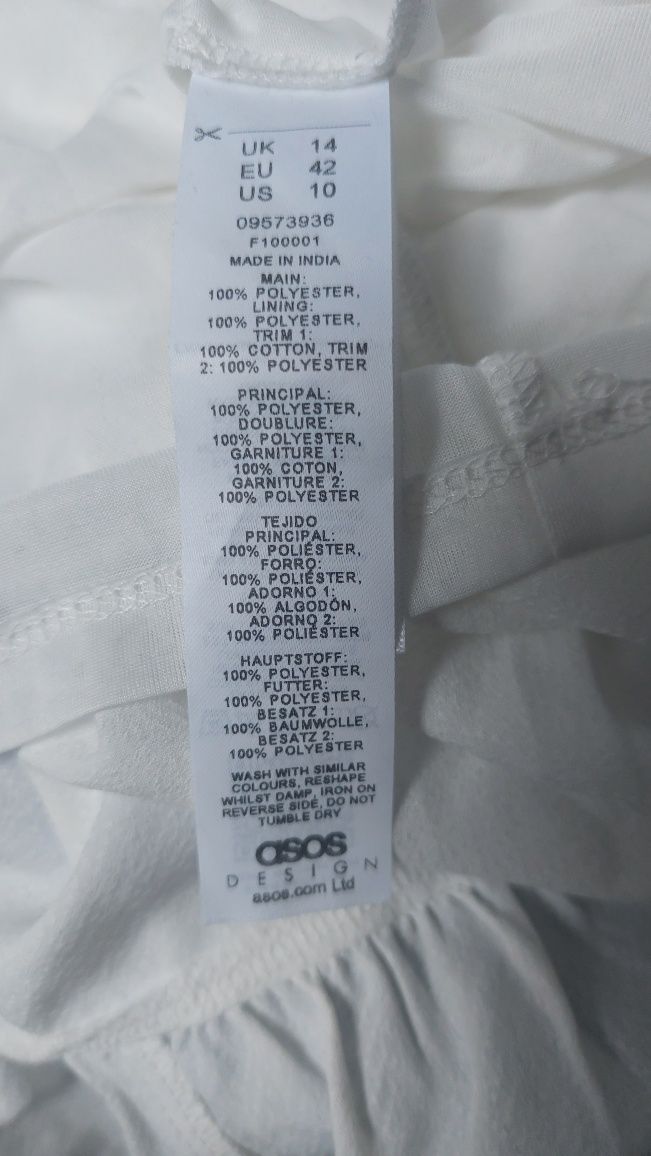 UK 14
EU 42
US 10
09573936
F100001
MADE IN INDIA
MAIN:
100% POLYESTER,
LINING:
100% POLYESTER,
TRIM 1:
100% COTTON, TRIM
2: 100% POLYESTER
PRINCIPAL:
100% POLYESTER,
DOUBLURE:
100% POLYESTER,
GARNITURE 1:
100% COTON,
GARNITURE 2:
100% POLYESTER
TEJIDO
PRINCIPAL:
100% POLIÉSTER,
FORRO:
100% POLIÉSTER,
ADORNO 1:
100% ALGODÓN,
ADORNO 2:
100% POLIÉSTER
HAUPTSTOFF:
100% POLYESTER,
FUTTER:
100% POLYESTER,
BESATZ 1:
100% BAUMWOLLE,
BESATZ 2:
100% POLYESTER
WASH WITH SIMILAR
COLOURS, RESHAPE
WHILST DAMP, IRON ON
REVERSE SIDE, DO NOT
TUMBLE DRY
asos
DESIGN
asos.com Ltd